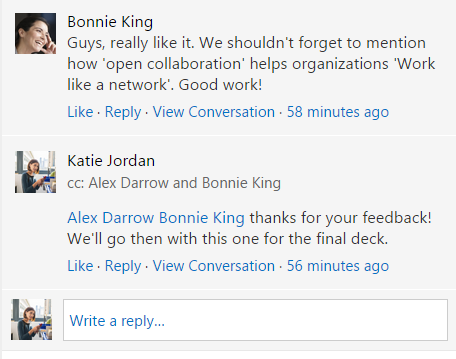 Bonnie King
Guys, really like it. We shouldn't forget to mention
how 'open collaboration' helps organizations 'Work
like a network'. Good work!
Like · Reply · View Conversation · 58 minutes ago
Katie Jordan
cc: Alex Darrow and Bonnie King
Alex Darrow Bonnie King thanks for your feedback!
We'll go then with this one for the final deck.
Like · Reply · View Conversation · 56 minutes ago
Write a reply...